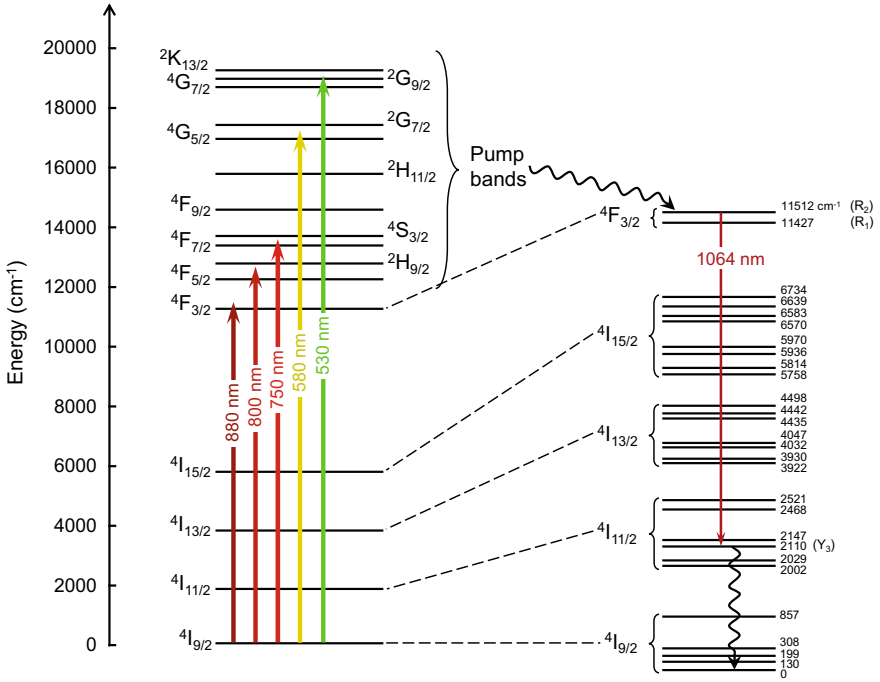 Energy (cm⁻¹)
20000
18000
16000
14000
12000
10000
8000
6000
4000
2000
0
²K₁₃/₂
⁴G₇/₂
⁴G₅/₂
⁴F₉/₂
⁴F₇/₂
⁴F₅/₂
⁴F₃/₂
⁴I₁₅/₂
⁴I₁₃/₂
⁴I₁₁/₂
⁴I₉/₂
²G₉/₂
²G₇/₂
²H₁₁/₂
⁴S₃/₂
²H₉/₂
880 nm
800 nm
750 nm
580 nm
530 nm
Pump
bands
⁴F₃/₂
11512 cm⁻¹ (R₂)
11427 (R₁)
1064 nm
⁴I₁₅/₂
6734
6639
6583
6570
5970
5936
5814
5758
⁴I₁₃/₂
4498
4442
4435
4047
4032
3930
3922
⁴I₁₁/₂
2521
2468
2147
2110 (Y₃)
2029
2002
⁴I₉/₂
857
308
199
130
0